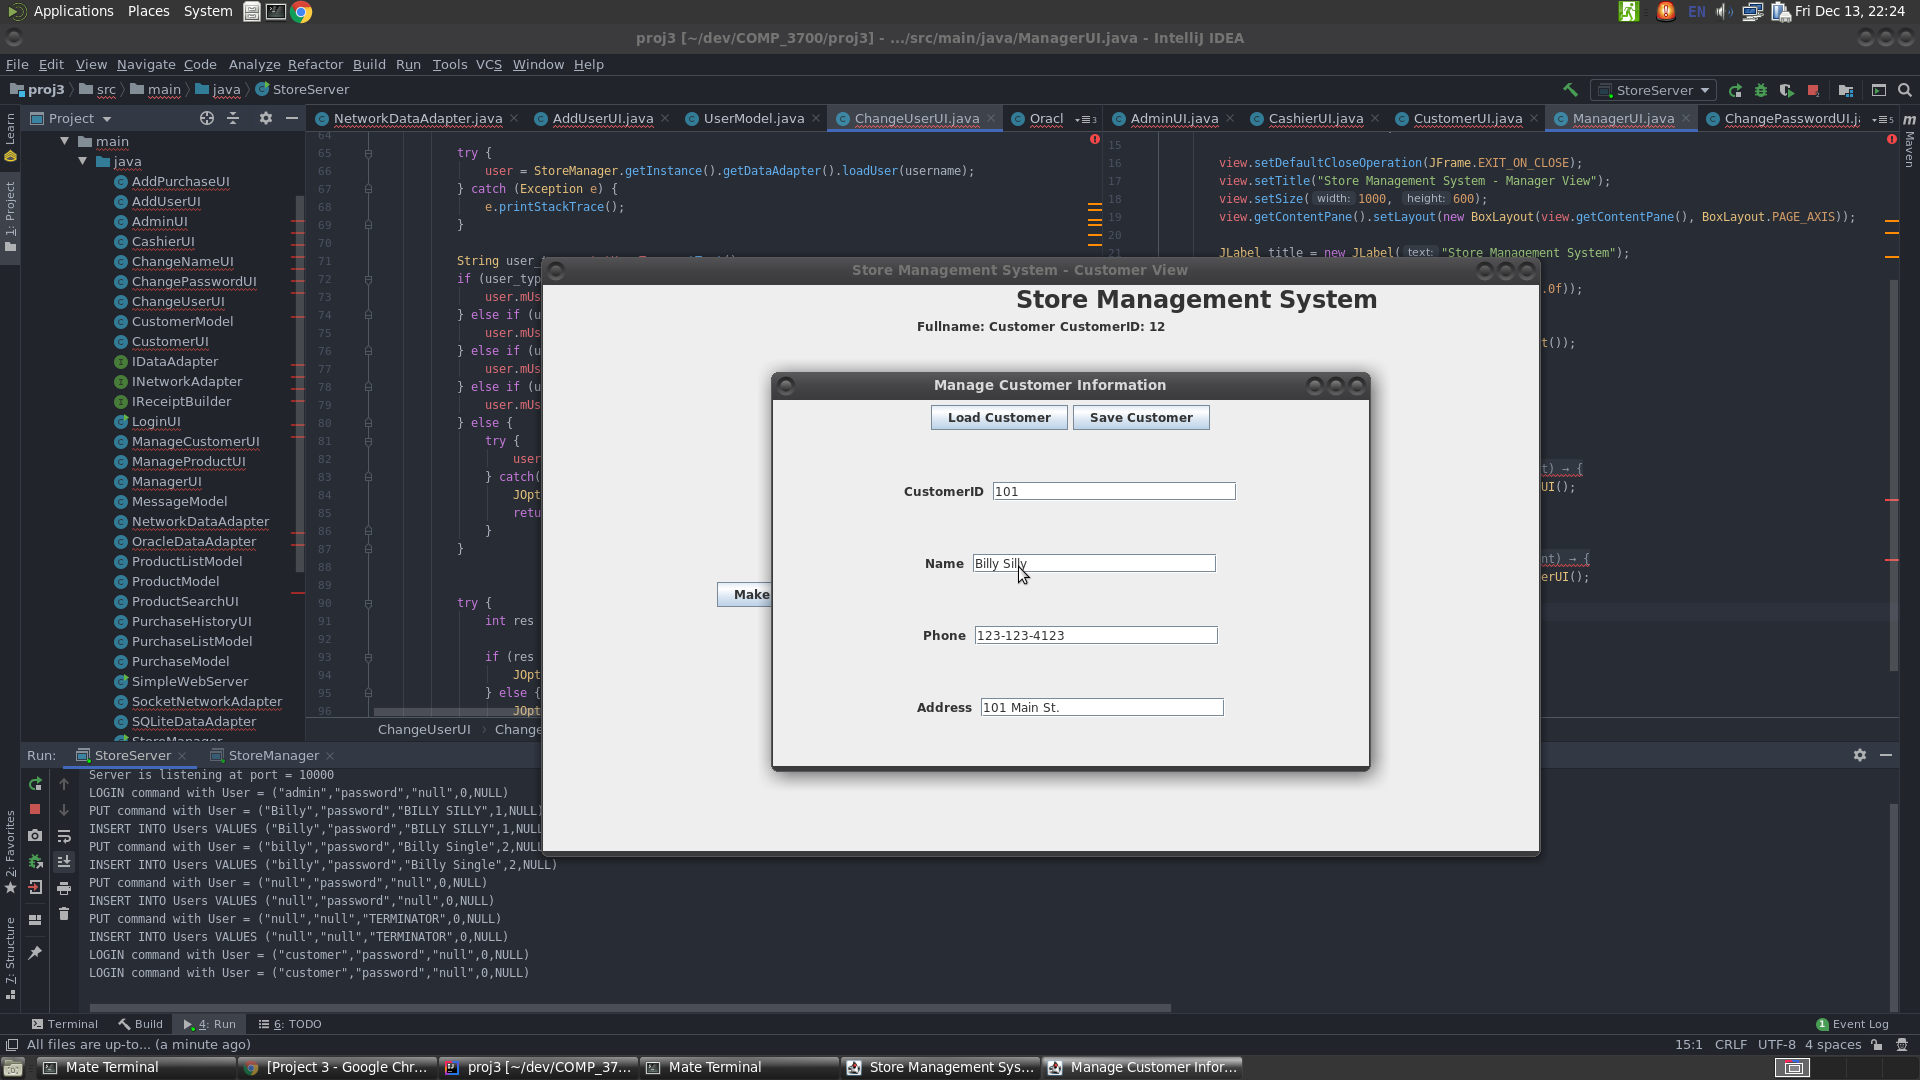 Applications Places System
EN Fri Dec 13, 22:24
proj3 [~/dev/COMP_3700/proj3] - .../src/main/java/ManagerUI.java - IntelliJ IDEA
File Edit View Navigate Code Analyze Refactor Build Run Tools VCS Window Help
proj3 src main java StoreServer
StoreServer
Project
NetworkDataAdapter.java AddUserUI.java UserModel.java ChangeUserUI.java Oracl 3 AdminUI.java CashierUI.java CustomerUI.java ManagerUI.java ChangePasswordUI.j 5
Learn
1: Project
2: Favorites
7: Structure
m Maven
main
java
AddPurchaseUI
AddUserUI
AdminUI
CashierUI
ChangeNameUI
ChangePasswordUI
ChangeUserUI
CustomerModel
CustomerUI
IDataAdapter
INetworkAdapter
IReceiptBuilder
LoginUI
ManageCustomerUI
ManageProductUI
ManagerUI
MessageModel
NetworkDataAdapter
OracleDataAdapter
ProductListModel
ProductModel
ProductSearchUI
PurchaseHistoryUI
PurchaseListModel
PurchaseModel
SimpleWebServer
SocketNetworkAdapter
SQLiteDataAdapter
StoreManager
64
65 try {
66 user = StoreManager.getInstance().getDataAdapter().loadUser(username);
67 } catch (Exception e) {
68 e.printStackTrace();
69 }
70
71 String user_
72 if (user_typ
73 user.mUs
74 } else if (u
75 user.mUs
76 } else if (u
77 user.mUs
78 } else if (u
79 user.mUs
80 } else {
81 try {
82 user
83 } catch(
84 JOpt
85 retu
86 }
87 }
88
89
90 try {
91 int res
92
93 if (res
94 JOpt
95 } else {
96 JOpt
ChangeUserUI Change
15
16 view.setDefaultCloseOperation(JFrame.EXIT_ON_CLOSE);
17 view.setTitle("Store Management System - Manager View");
18 view.setSize( width: 1000, height: 600);
19 view.getContentPane().setLayout(new BoxLayout(view.getContentPane(), BoxLayout.PAGE_AXIS));
20
21 JLabel title = new JLabel( text: "Store Management System");
.0f));
t());
t) → {
UI();
nt) → {
erUI();
Store Management System - Customer View
Store Management System
Fullname: Customer CustomerID: 12
Make
Manage Customer Information
Load Customer Save Customer
CustomerID 101
Name Billy Silly
Phone 123-123-4123
Address 101 Main St.
Run: StoreServer StoreManager
Server is listening at port = 10000
LOGIN command with User = ("admin","password","null",0,NULL)
PUT command with User = ("Billy","password","BILLY SILLY",1,NULL)
INSERT INTO Users VALUES ("Billy","password","BILLY SILLY",1,NULL
PUT command with User = ("billy","password","Billy Single",2,NULL
INSERT INTO Users VALUES ("billy","password","Billy Single",2,NULL)
PUT command with User = ("null","password","null",0,NULL)
INSERT INTO Users VALUES ("null","password","null",0,NULL)
PUT command with User = ("null","null","TERMINATOR",0,NULL)
INSERT INTO Users VALUES ("null","null","TERMINATOR",0,NULL)
LOGIN command with User = ("customer","password","null",0,NULL)
LOGIN command with User = ("customer","password","null",0,NULL)
Terminal Build 4: Run 6: TODO
1 Event Log
All files are up-to... (a minute ago)
15:1 CRLF UTF-8 4 spaces
Mate Terminal [Project 3 - Google Chr... proj3 [~/dev/COMP_37... Mate Terminal Store Management Sys... Manage Customer Infor...